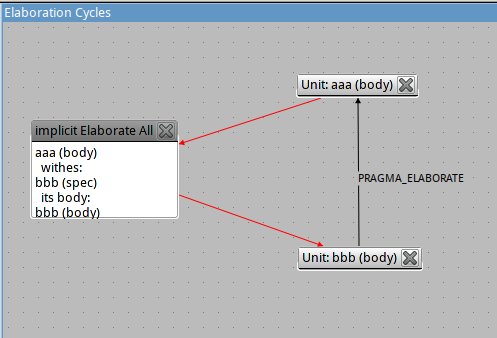 Elaboration Cycles
Unit: aaa (body)
implicit Elaborate All
aaa (body)
withes:
bbb (spec)
its body:
bbb (body)
PRAGMA_ELABORATE
Unit: bbb (body)